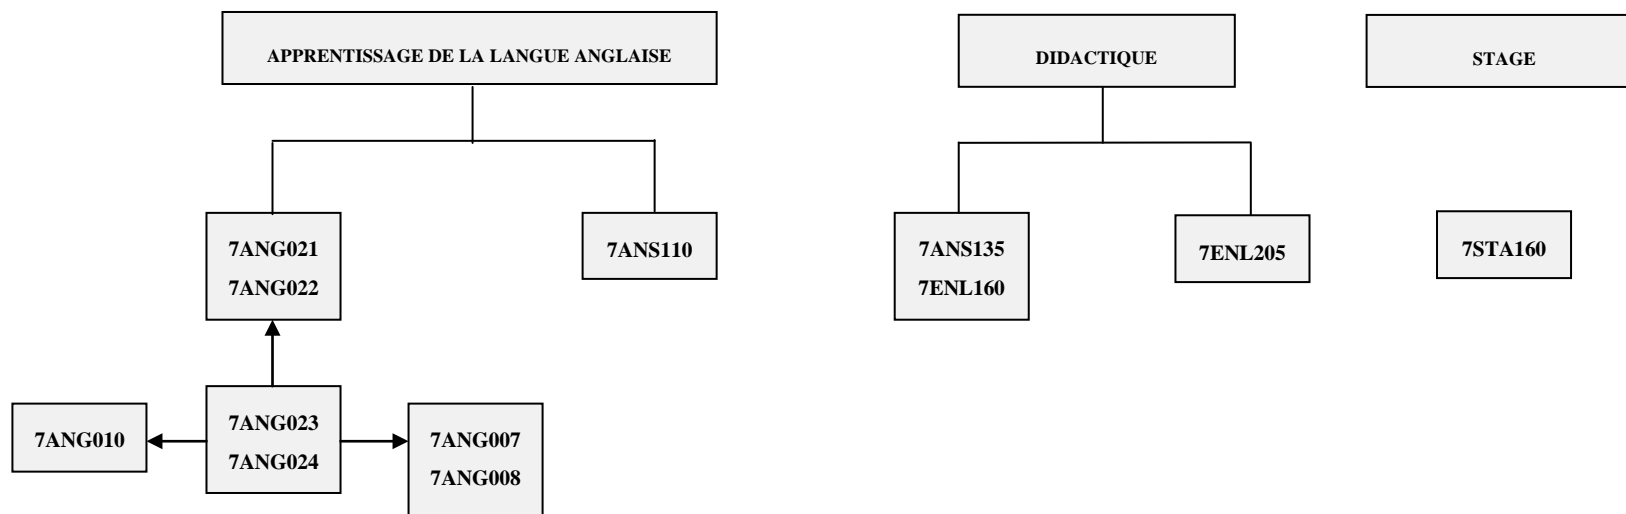 APPRENTISSAGE DE LA LANGUE ANGLAISE
DIDACTIQUE
STAGE
7ANG021
7ANG022
7ANS110
7ANS135
7ENL160
7ENL205
7STA160
7ANG010
7ANG023
7ANG024
7ANG007
7ANG008